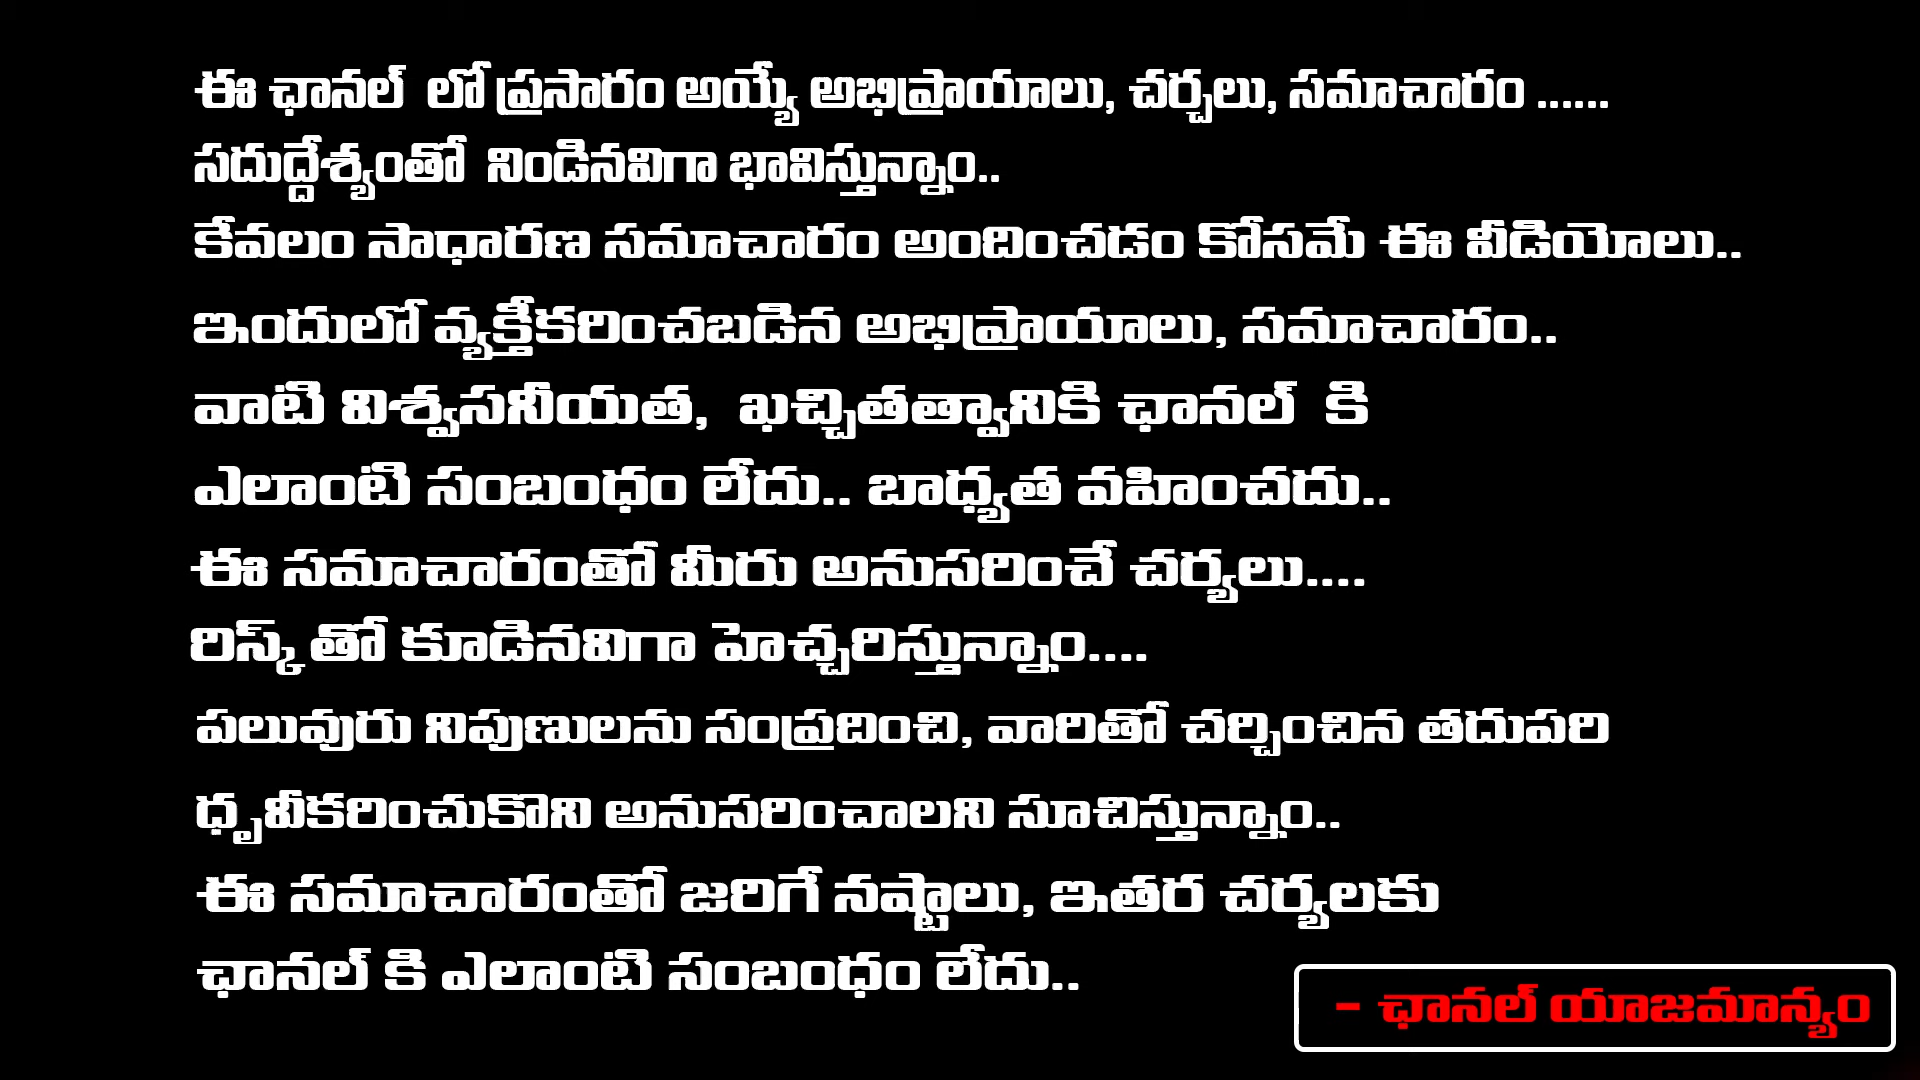 ఈ ఛానల్ లో ప్రసారం అయ్యే అభిప్రాయాలు, చర్చలు, సమాచారం ......
సదుద్దేశ్యంతో నిండినవిగా భావిస్తున్నాం..
కేవలం సాధారణ సమాచారం అందించడం కోసమే ఈ వీడియోలు..
ఇందులో వ్యక్తీకరించబడిన అభిప్రాయాలు, సమాచారం..
వాటి విశ్వసనీయత, ఖచ్చితత్వానికి ఛానల్ కి
ఎలాంటి సంబంధం లేదు.. బాధ్యత వహించదు..
ఈ సమాచారంతో మీరు అనుసరించే చర్యలు....
రిస్క్ తో కూడినవిగా హెచ్చరిస్తున్నాం....
పలువురు నిపుణులను సంప్రదించి, వారితో చర్చించిన తదుపరి
ధృవీకరించుకొని అనుసరించాలని సూచిస్తున్నాం..
ఈ సమాచారంతో జరిగే నష్టాలు, ఇతర చర్యలకు
ఛానల్ కి ఎలాంటి సంబంధం లేదు..
- ఛానల్ యాజమాన్యం